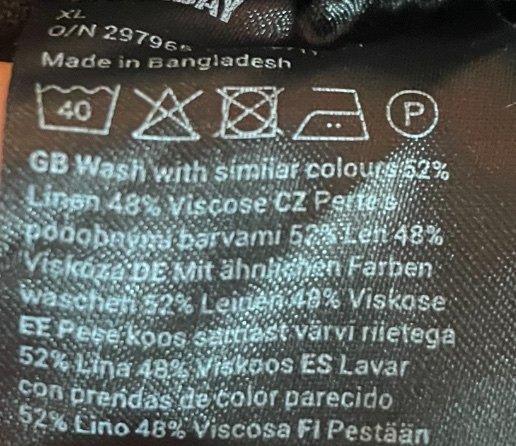 XL
O/N 29796
Made in Bangladesh
40 P
GB Wash with similar colours 52%
Linen 48% Viscose CZ Perte s
podobnými barvami 52% Len 48%
Viskóza DE Mit ähnlichen Farben
waschen 52% Leinen 48% Viskose
EE Pese koos sarnast värvi riietega
52% Lina 48% Viskoos ES Lavar
con prendas de color parecido
52% Lino 48% Viscosa FI Pestään